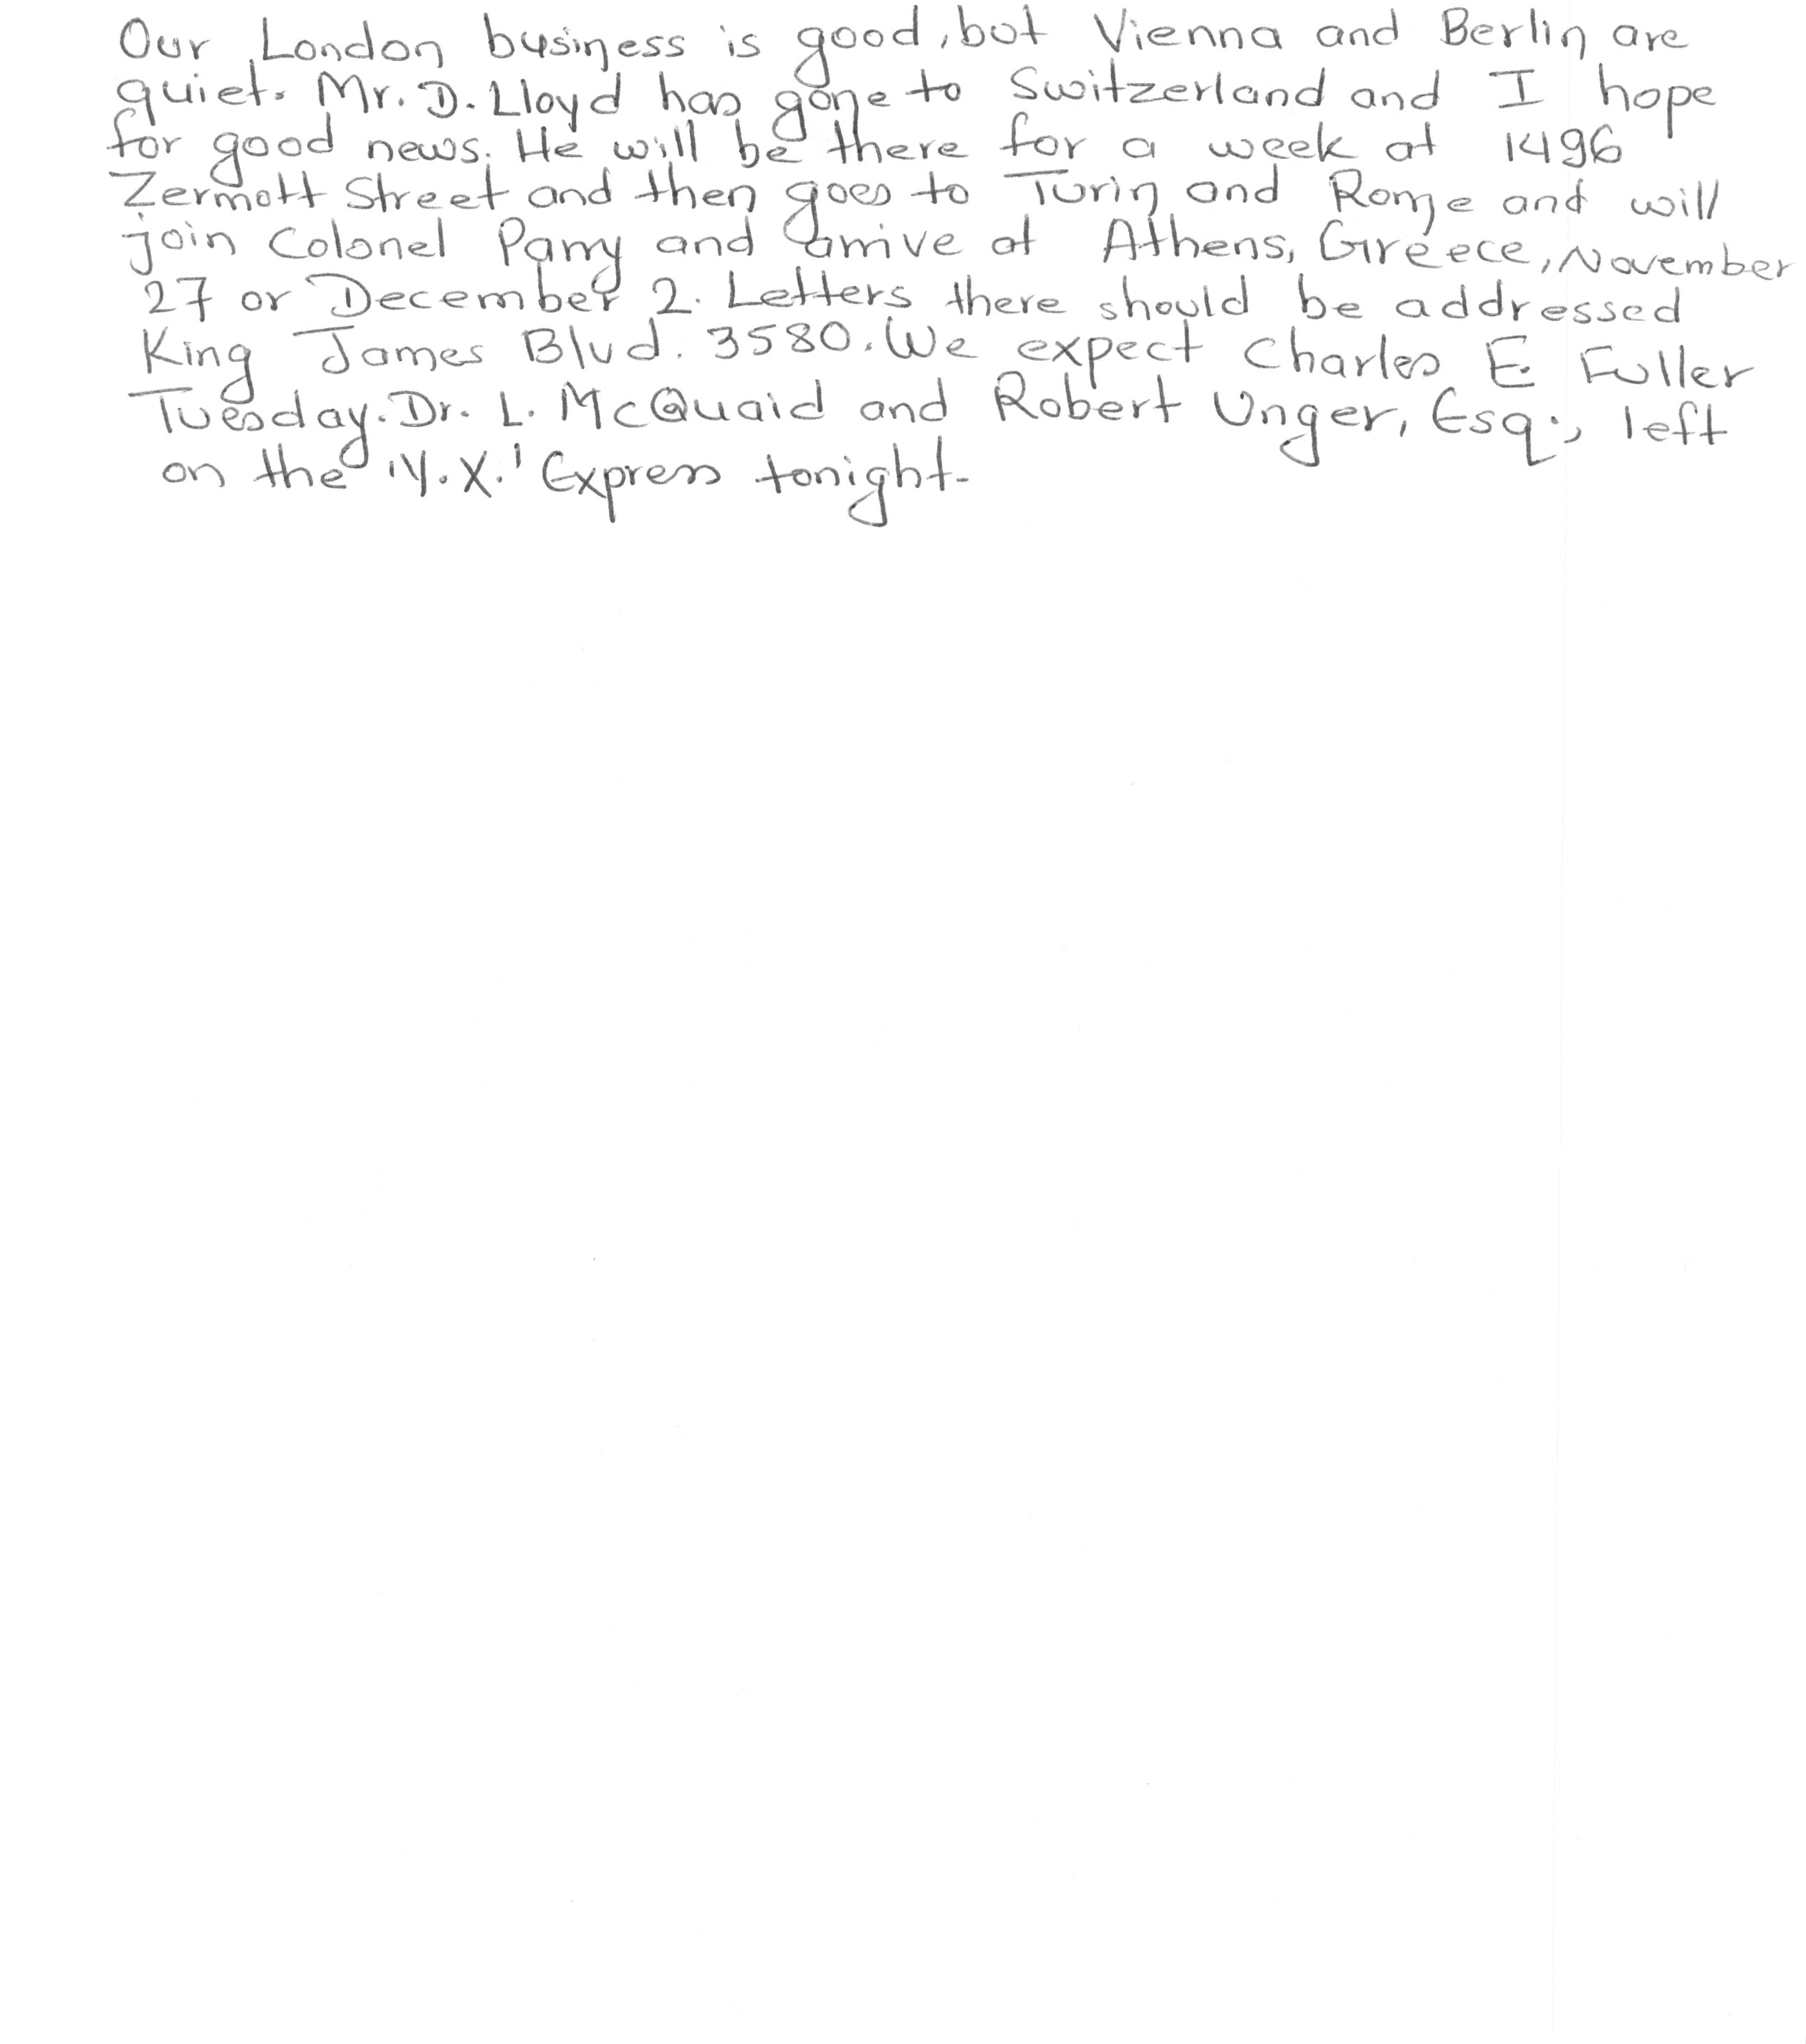 Our London business is good, but Vienna and Berlin are
quiet. Mr. D. Lloyd has gone to Switzerland and I hope
for good news. He will be there for a week at 1496
Zermott Street and then goes to Turin and Rome and will
join Colonel Parry and arrive at Athens, Greece, November
27 or December 2. Letters there should be addressed
King James Blvd. 3580. We expect Charles E. Fuller
Tuesday. Dr. L. McQuaid and Robert Unger, Esq., left
on the 'Y.X.' Express tonight.